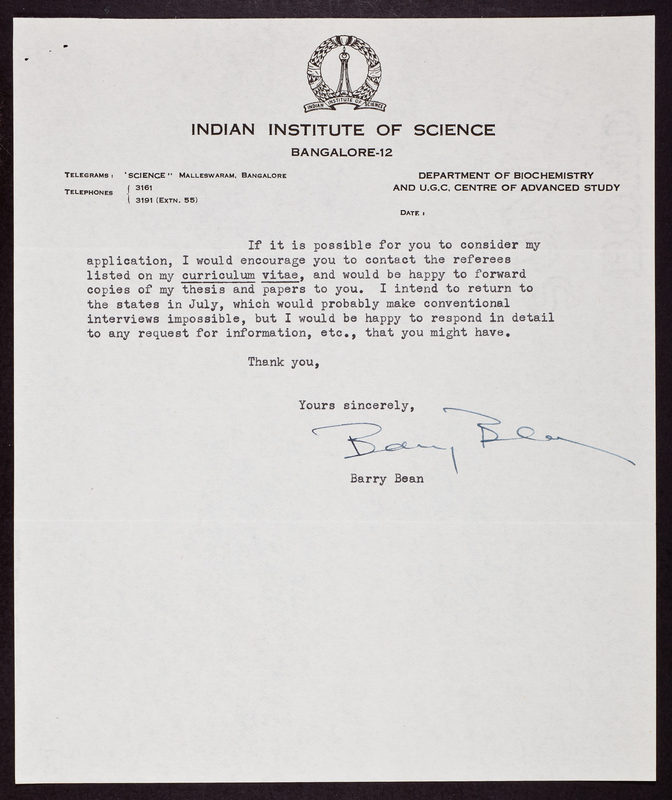 INDIAN INSTITUTE OF SCIENCE
INDIAN INSTITUTE OF SCIENCE
BANGALORE-12
TELEGRAMS: 'SCIENCE" MALLESWARAM, BANGALORE
TELEPHONES { 3161
3191 (EXTN. 55)
DEPARTMENT OF BIOCHEMISTRY
AND U.G.C. CENTRE OF ADVANCED STUDY
DATE:
If it is possible for you to consider my
application, I would encourage you to contact the referees
listed on my curriculum vitae, and would be happy to forward
copies of my thesis and papers to you. I intend to return to
the states in July, which would probably make conventional
interviews impossible, but I would be happy to respond in detail
to any request for information, etc., that you might have.
Thank you,
Yours sincerely,
Barry Bean
Barry Bean